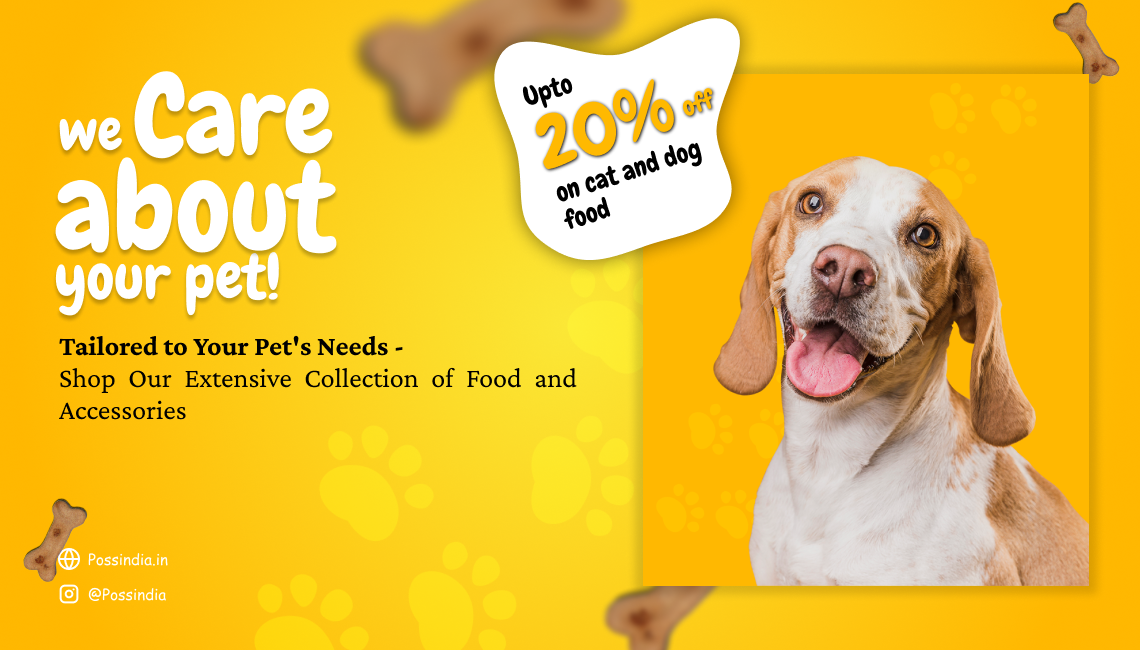 we Care
about
your pet!
Upto
20% off
on cat and dog
food
Tailored to Your Pet's Needs -
Shop Our Extensive Collection of Food and
Accessories
Possindia.in
@Possindia